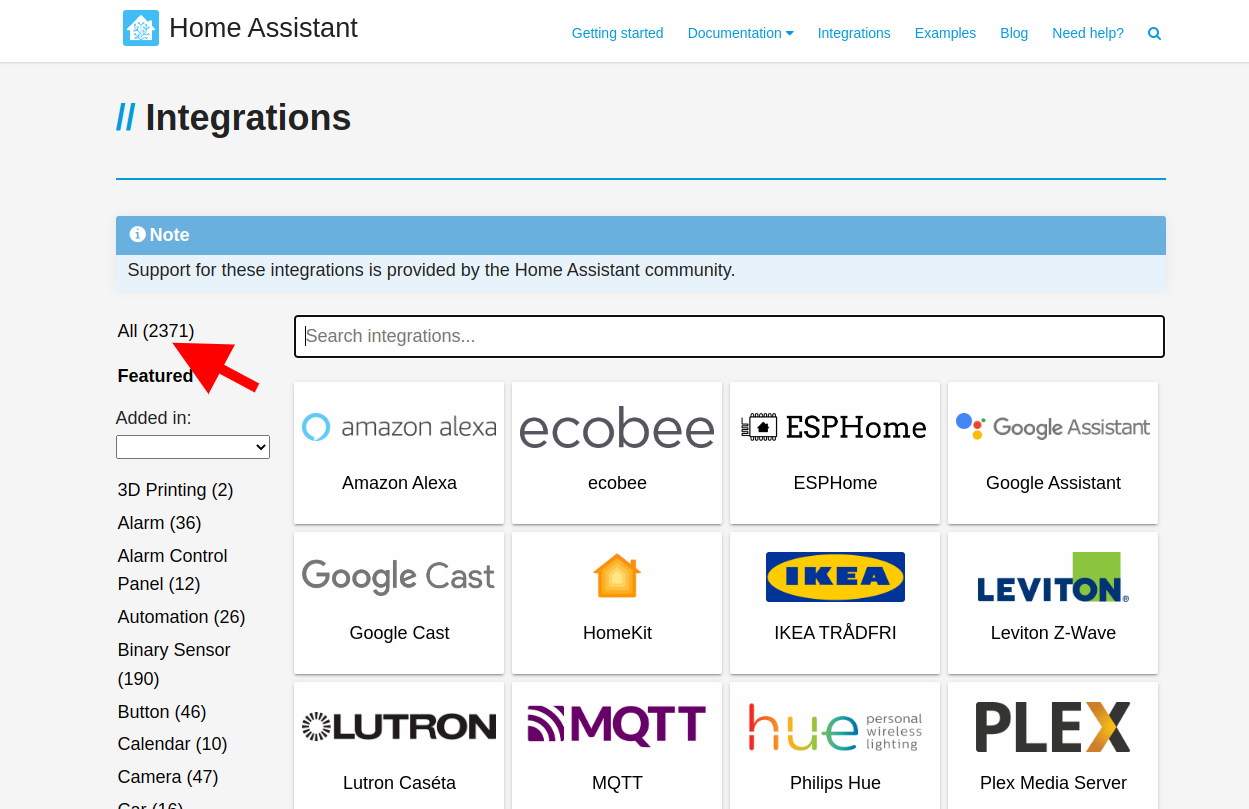 Home Assistant
Getting started Documentation Integrations Examples Blog Need help?
// Integrations
Note
Support for these integrations is provided by the Home Assistant community.
All (2371)
Search integrations...
Featured
Added in:
3D Printing (2)
Alarm (36)
Alarm Control
Panel (12)
Automation (26)
Binary Sensor
(190)
Button (46)
Calendar (10)
Camera (47)
Car (16)
amazon alexa
Amazon Alexa
ecobee
ecobee
ESPHome
ESPHome
Google Assistant
Google Assistant
Google Cast
Google Cast
HomeKit
IKEA
IKEA TRÅDFRI
LEVITON®
Leviton Z-Wave
LUTRON
Lutron Caséta
MQTT
MQTT
hue personal
wireless
lighting
Philips Hue
PLEX
Plex Media Server